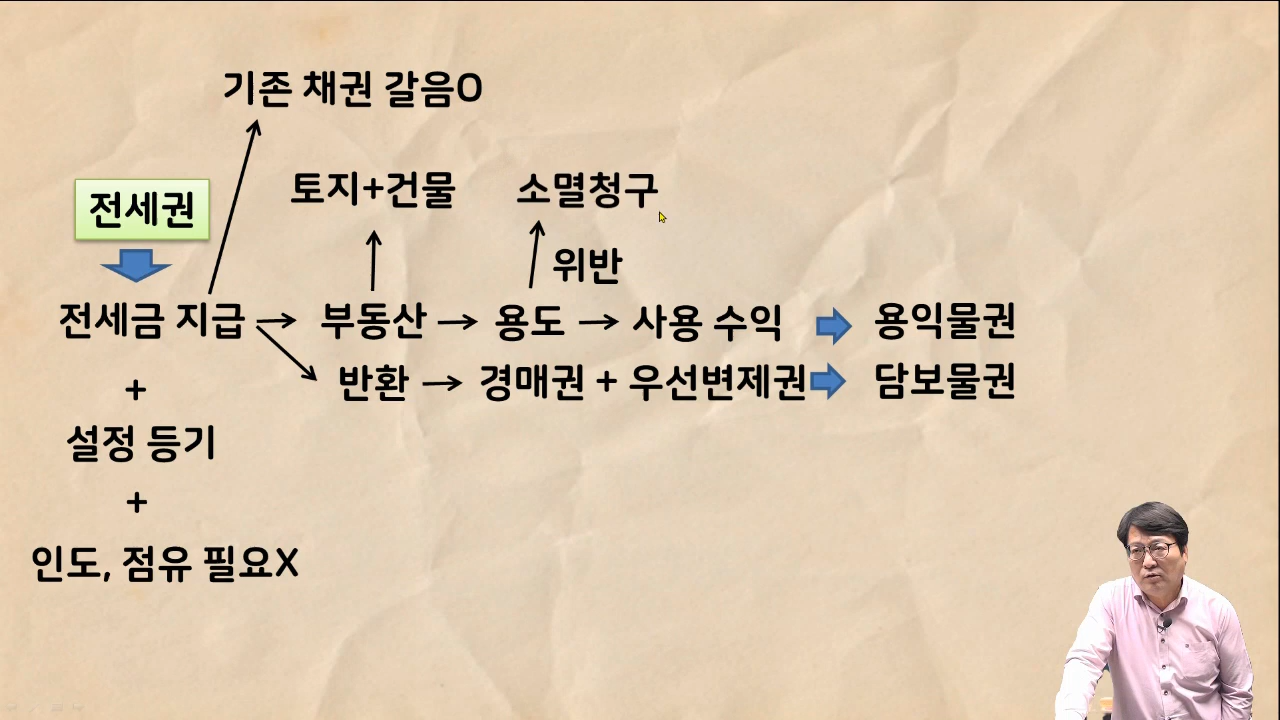 기존 채권 갈음O
토지+건물 소멸청구
전세권
위반
전세금 지급 → 부동산 → 용도 → 사용 수익 용익물권
반환 → 경매권 + 우선변제권 담보물권
+
설정 등기
+
인도, 점유 필요X